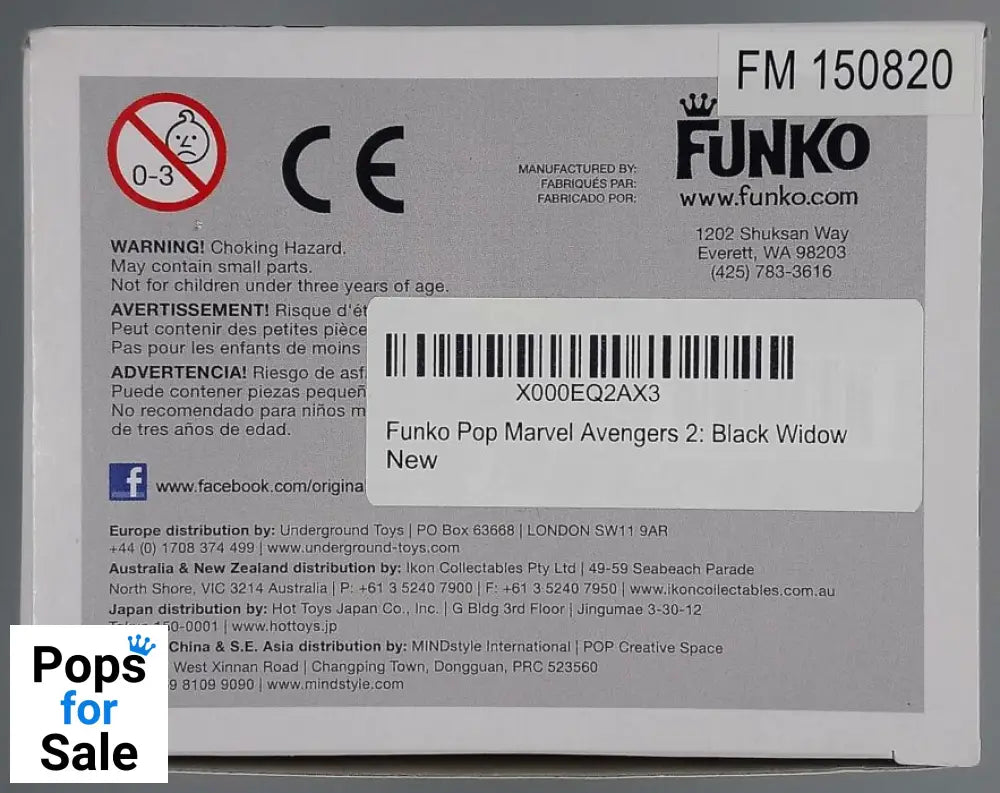 FM 150820
0-3
CE
MANUFACTURED BY:
FABRIQUÉS PAR:
FABRICADO POR:
FUNKO
www.funko.com
1202 Shuksan Way
Everett, WA 98203
(425) 783-3616
WARNING! Choking Hazard.
May contain small parts.
Not for children under three years of age.
AVERTISSEMENT! Risque d'ét
Peut contenir des petites pièce
Pas pour les enfants de moins
ADVERTENCIA! Riesgo de asf
Puede contener piezas pequeñ
No recomendado para niños m
de tres años de edad.
X000EQ2AX3
Funko Pop Marvel Avengers 2: Black Widow
New
f www.facebook.com/origina
Europe distribution by: Underground Toys | PO Box 63668 | LONDON SW11 9AR
+44 (0) 1708 374 499 | www.underground-toys.com
Australia & New Zealand distribution by: Ikon Collectables Pty Ltd | 49-59 Seabeach Parade
North Shore, VIC 3214 Australia | P: +61 3 5240 7900 | F: +61 3 5240 7950 | www.ikoncollectables.com.au
Japan distribution by: Hot Toys Japan Co., Inc. | G Bldg 3rd Floor | Jingumae 3-30-12
150-0001 | www.hottoys.jp
China & S.E. Asia distribution by: MINDstyle International | POP Creative Space
West Xinnan Road | Changping Town, Dongguan, PRC 523560
8109 9090 | www.mindstyle.com
Pops
for
Sale